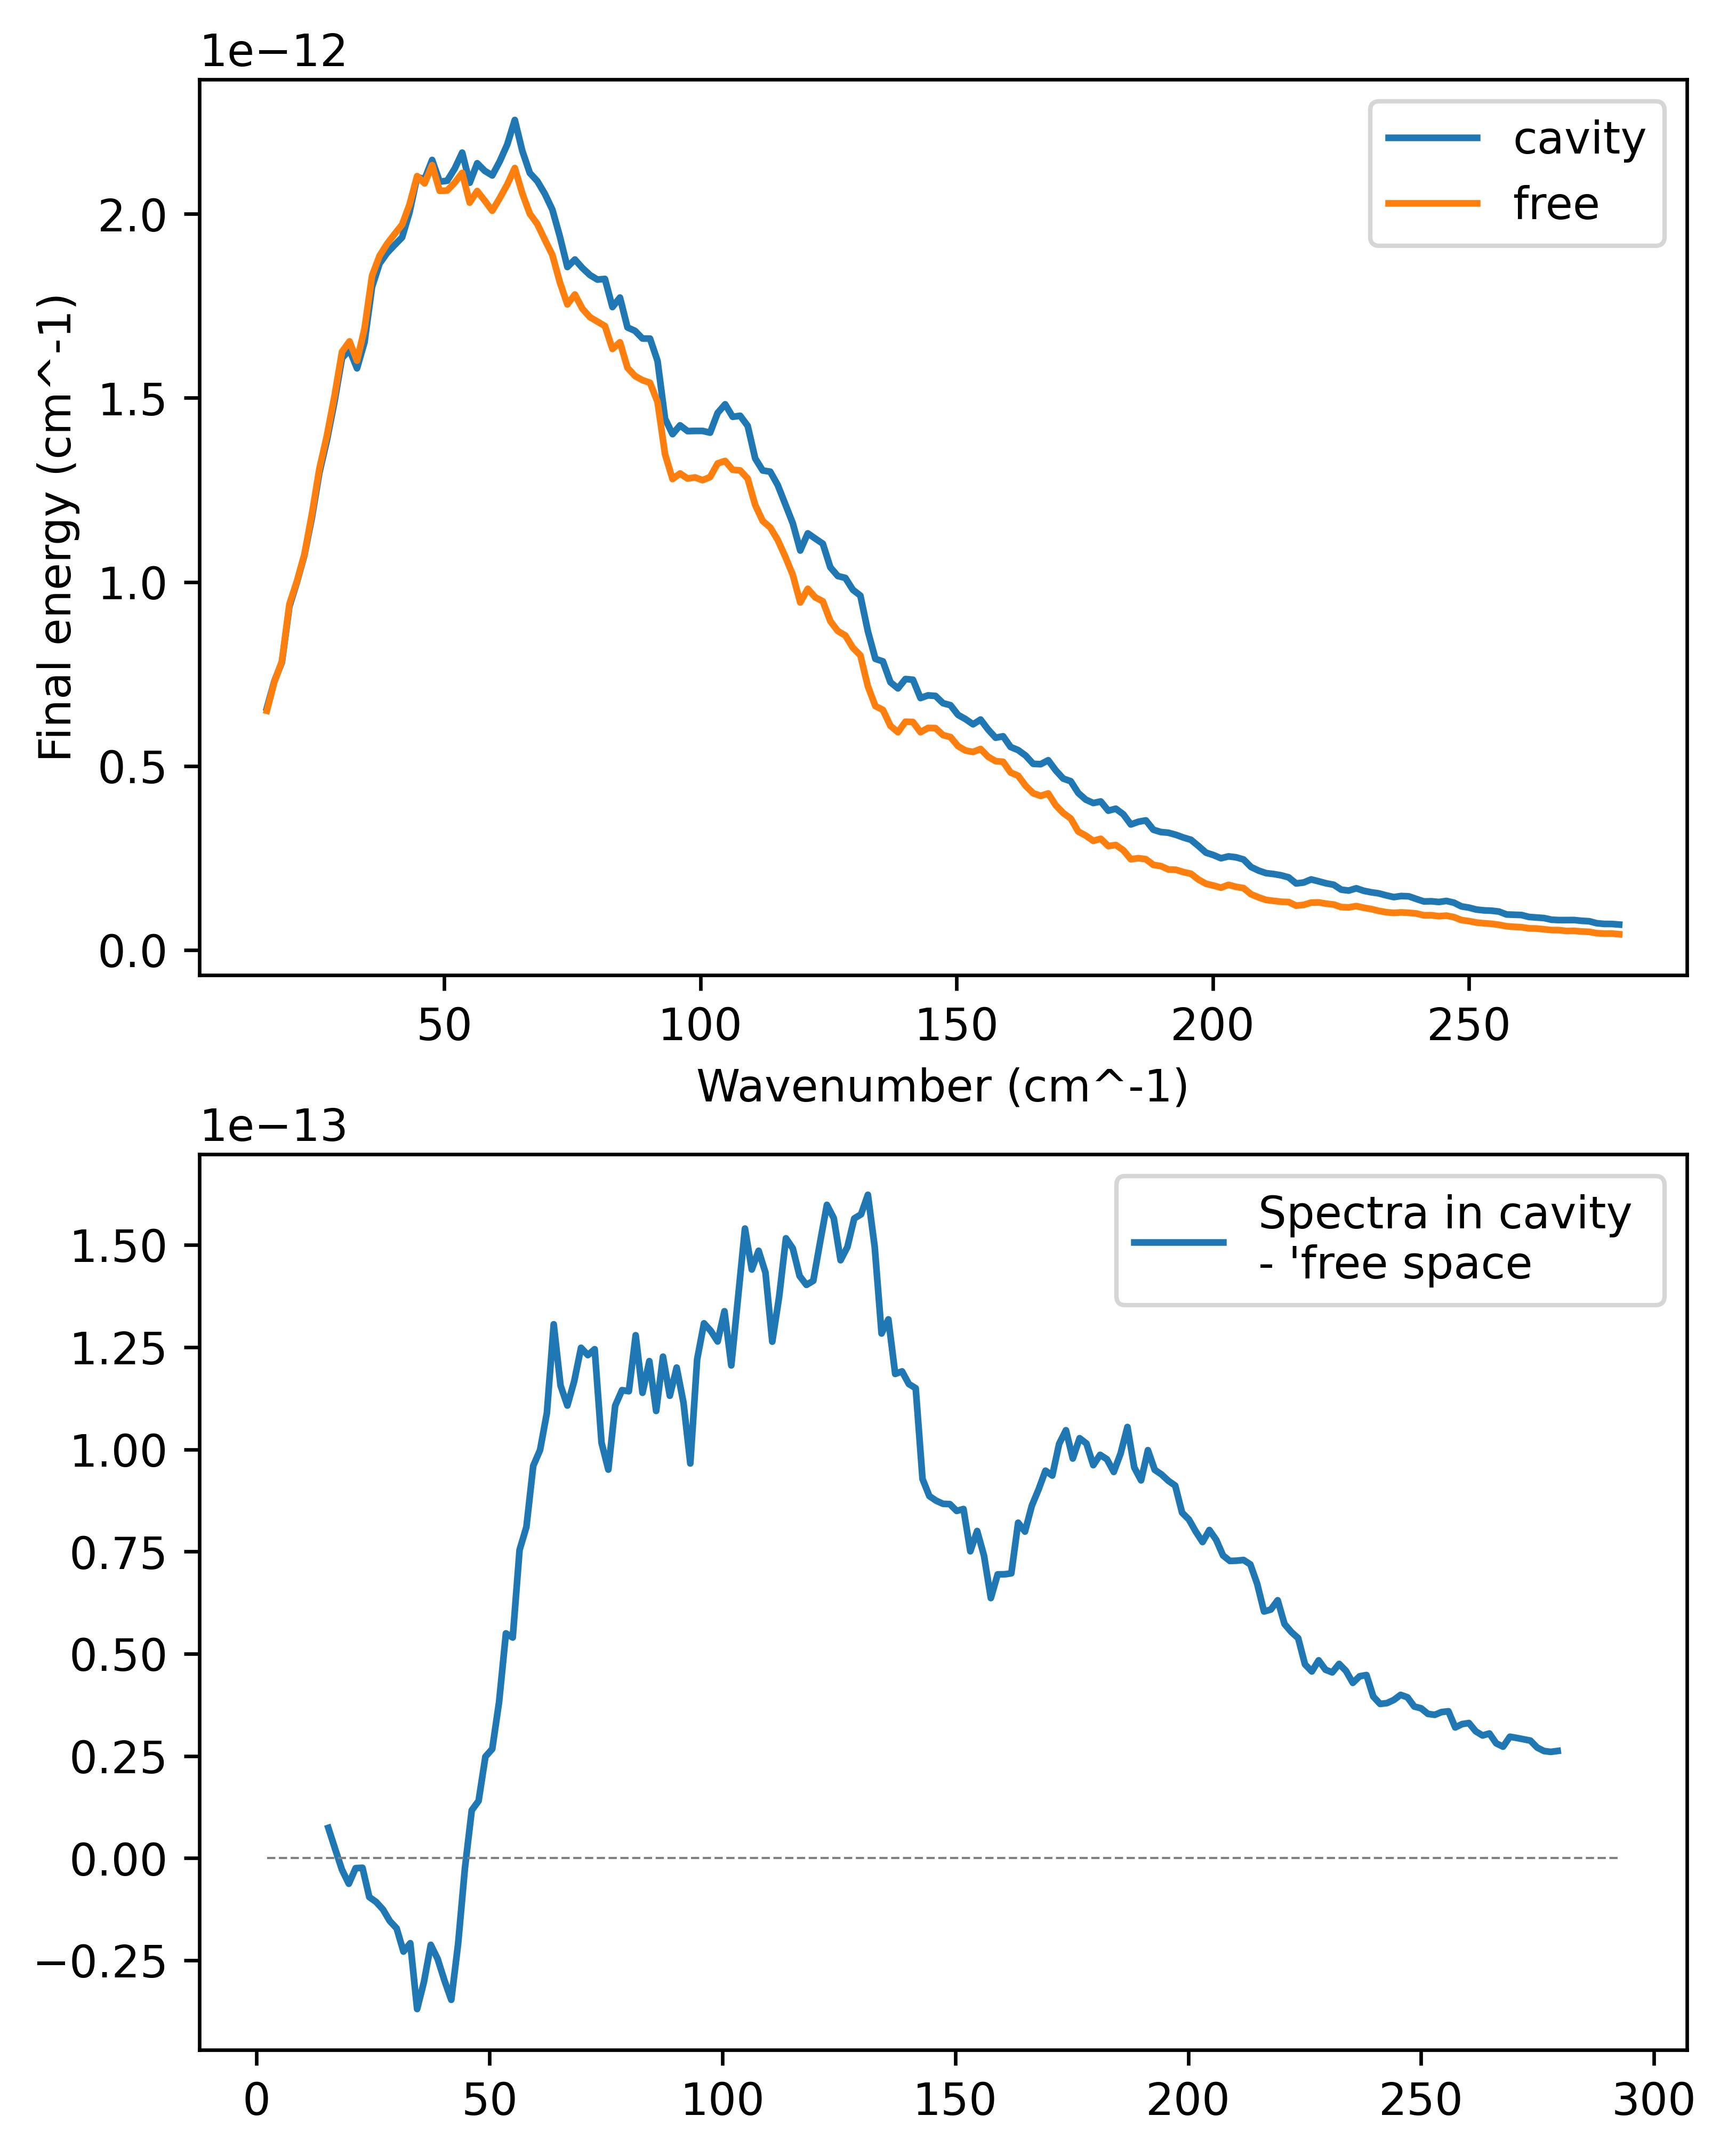 1e−12
cavity
free
2.0
1.5
1.0
0.5
0.0
Final energy (cm^-1)
50 100 150 200 250
Wavenumber (cm^-1)
1e−13
Spectra in cavity
- 'free space
1.50
1.25
1.00
0.75
0.50
0.25
0.00
−0.25
0 50 100 150 200 250 300